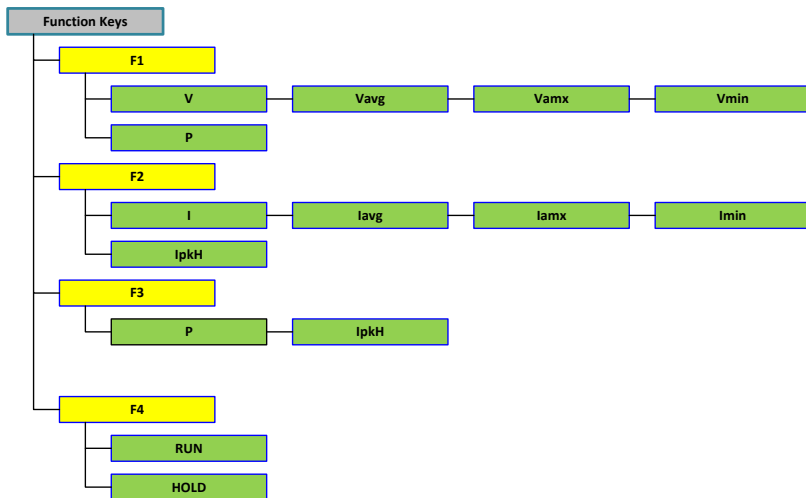 Function Keys
F1
V Vavg Vamx Vmin
P
F2
I Iavg Iamx Imin
IpkH
F3
P IpkH
F4
RUN
HOLD